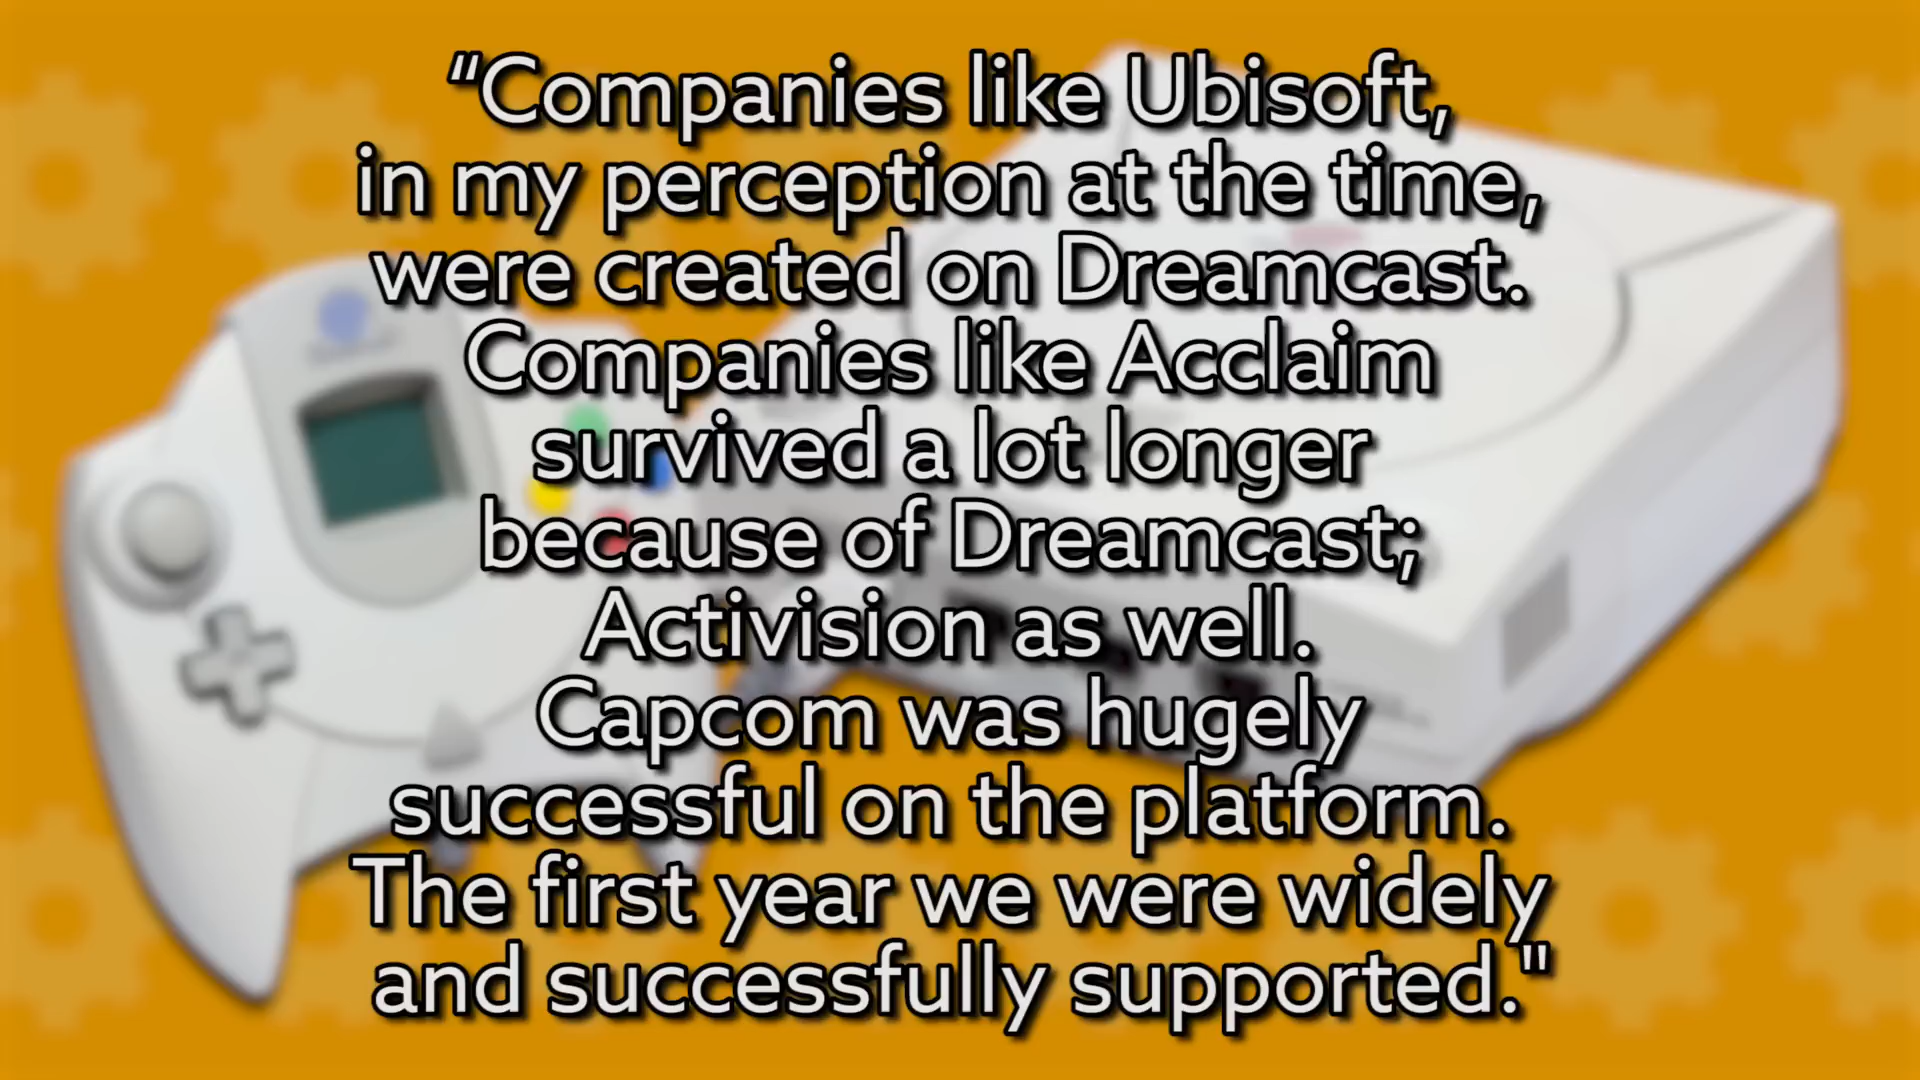 “Companies like Ubisoft,
in my perception at the time,
were created on Dreamcast.
Companies like Acclaim
survived a lot longer
because of Dreamcast;
Activision as well.
Capcom was hugely
successful on the platform.
The first year we were widely
and successfully supported."